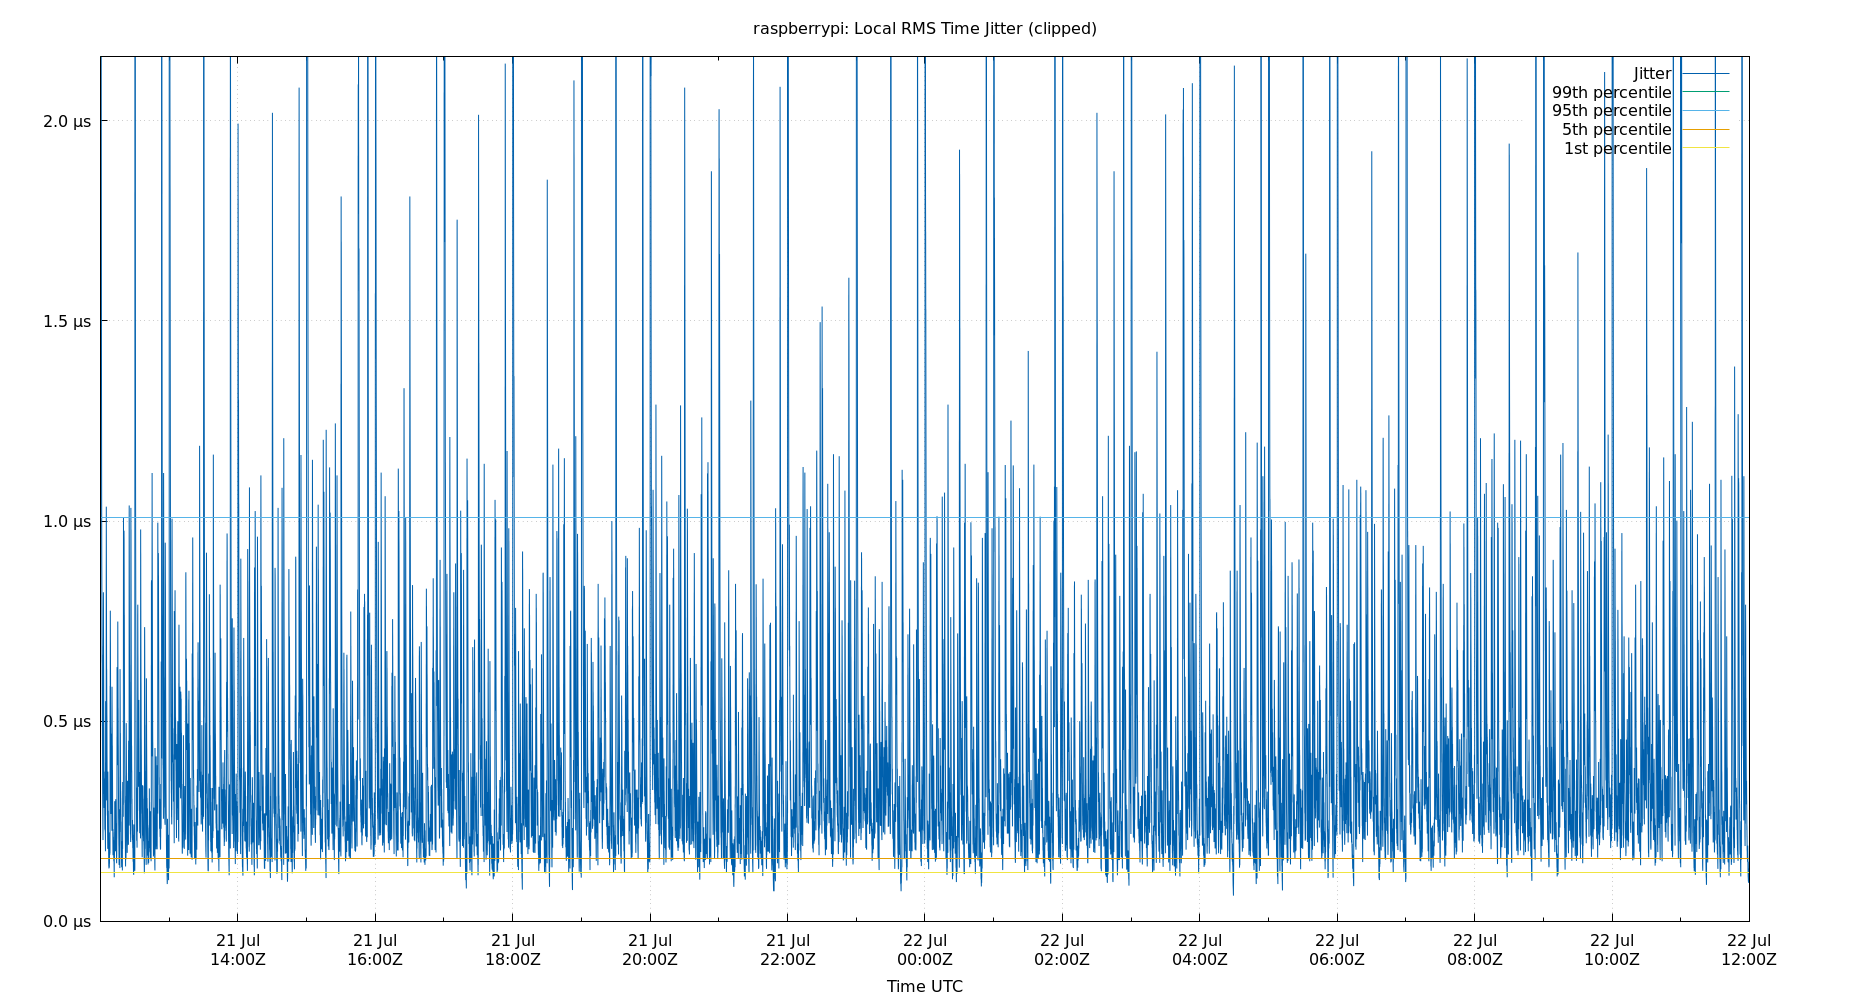 raspberrypi: Local RMS Time Jitter (clipped)
Jitter
99th percentile
95th percentile
5th percentile
1st percentile
2.0 µs
1.5 µs
1.0 µs
0.5 µs
0.0 µs
21 Jul 21 Jul 21 Jul 21 Jul 21 Jul 22 Jul 22 Jul 22 Jul 22 Jul 22 Jul 22 Jul 22 Jul
14:00Z 16:00Z 18:00Z 20:00Z 22:00Z 00:00Z 02:00Z 04:00Z 06:00Z 08:00Z 10:00Z 12:00Z
Time UTC